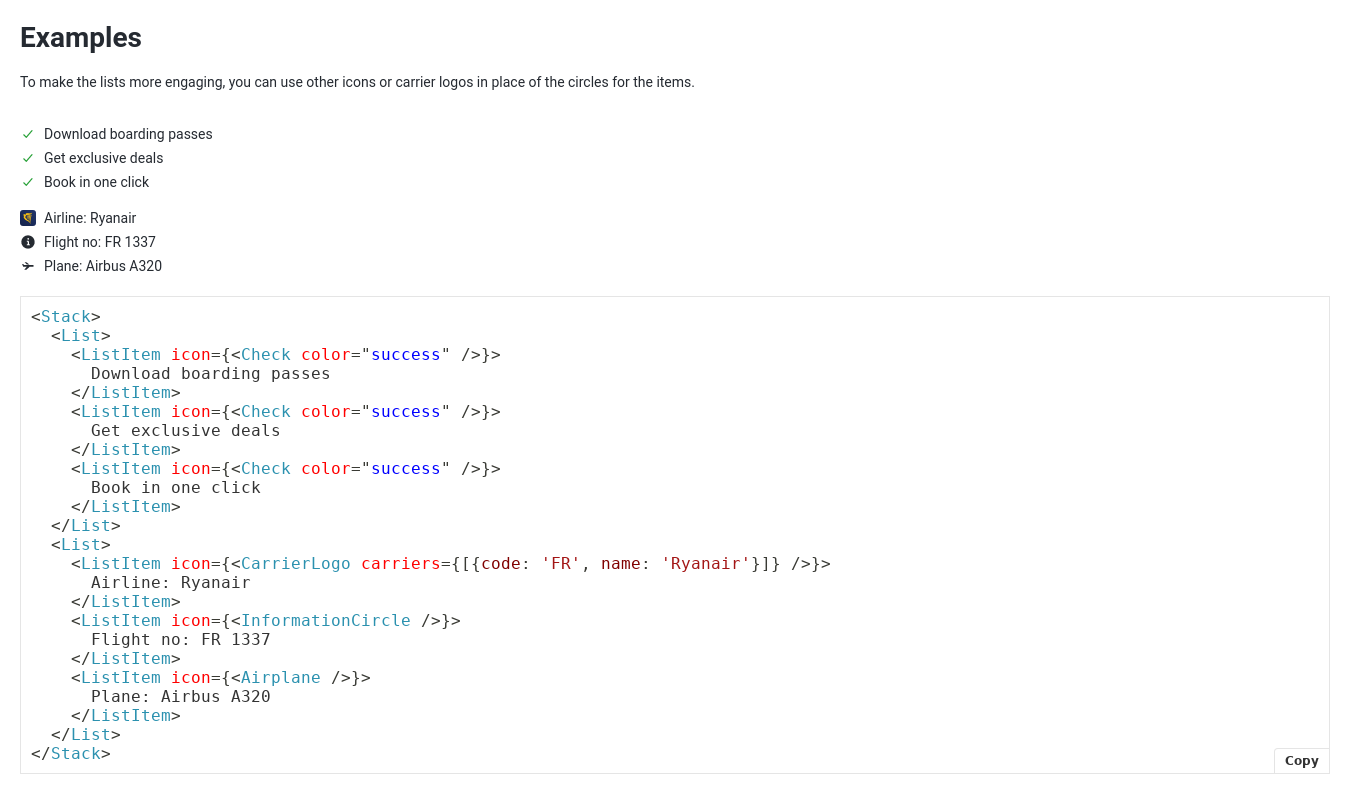 Examples
To make the lists more engaging, you can use other icons or carrier logos in place of the circles for the items.
Download boarding passes
Get exclusive deals
Book in one click
Airline: Ryanair
Flight no: FR 1337
Plane: Airbus A320
<Stack>
  <List>
    <ListItem icon={<Check color="success" />}>
      Download boarding passes
    </ListItem>
    <ListItem icon={<Check color="success" />}>
      Get exclusive deals
    </ListItem>
    <ListItem icon={<Check color="success" />}>
      Book in one click
    </ListItem>
  </List>
  <List>
    <ListItem icon={<CarrierLogo carriers={[{code: 'FR', name: 'Ryanair'}]} />}>
      Airline: Ryanair
    </ListItem>
    <ListItem icon={<InformationCircle />}>
      Flight no: FR 1337
    </ListItem>
    <ListItem icon={<Airplane />}>
      Plane: Airbus A320
    </ListItem>
  </List>
</Stack>
Copy